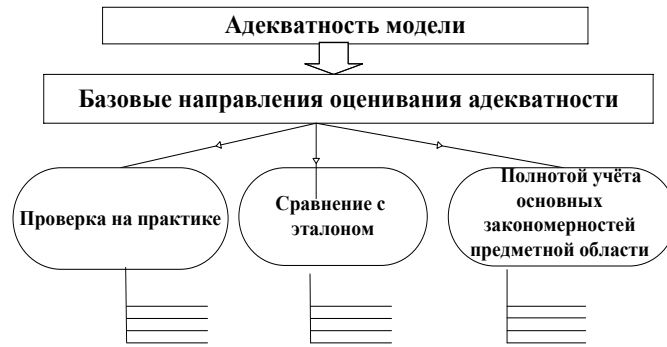 Адекватность модели
Базовые направления оценивания адекватности
Проверка на практике
Сравнение с
эталоном
Полнотой учёта
основных
закономерностей
предметной области